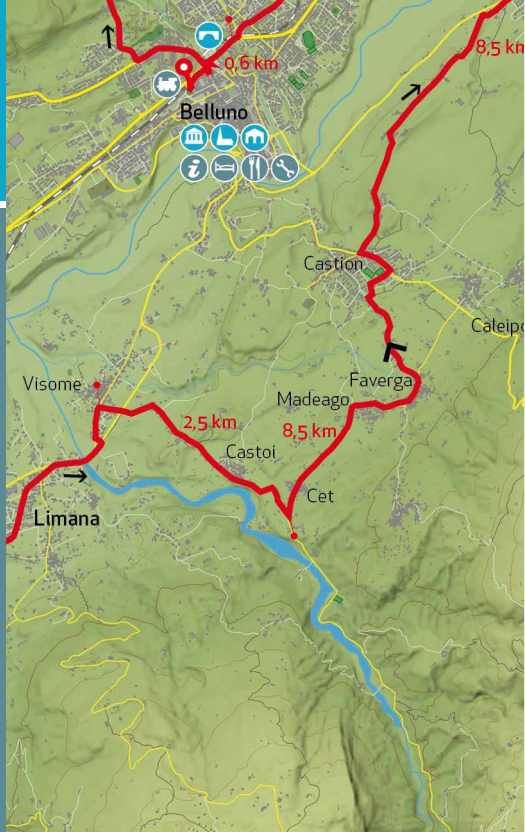 0,6 km
8,5 km
Belluno
i
Castion
Caleipo
Visome
Faverga
Madeago
2,5 km
8,5 km
Castoi
Cet
Limana